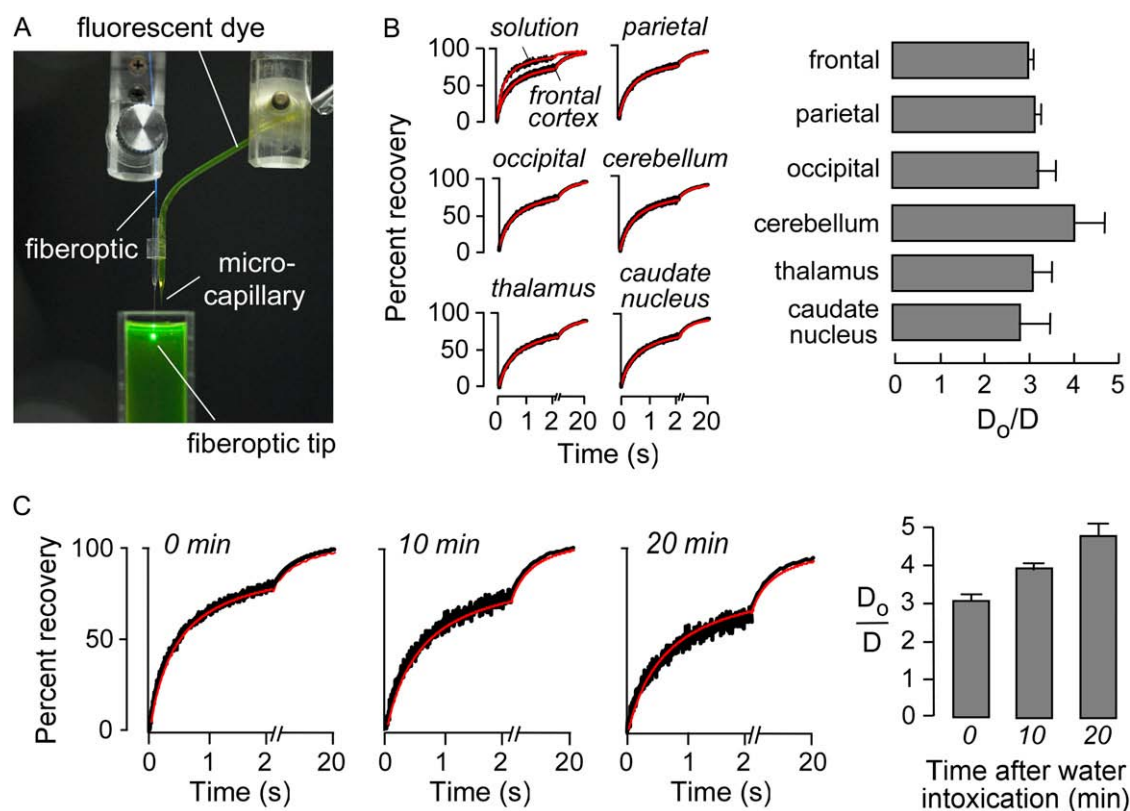 A
fluorescent dye
fiberoptic
micro-
capillary
fiberoptic tip
B
Percent recovery
100
50
0
solution
frontal
cortex
parietal
100
50
0
occipital
cerebellum
100
50
0
thalamus
caudate
nucleus
0 1 2 20
0 1 2 20
Time (s)
frontal
parietal
occipital
cerebellum
thalamus
caudate
nucleus
0 1 2 3 4 5
Do/D
C
Percent recovery
100
50
0
0 min
0 1 2 20
Time (s)
10 min
0 1 2 20
Time (s)
20 min
0 1 2 20
Time (s)
Do
D
5
4
3
2
1
0
0 10 20
Time after water
intoxication (min)